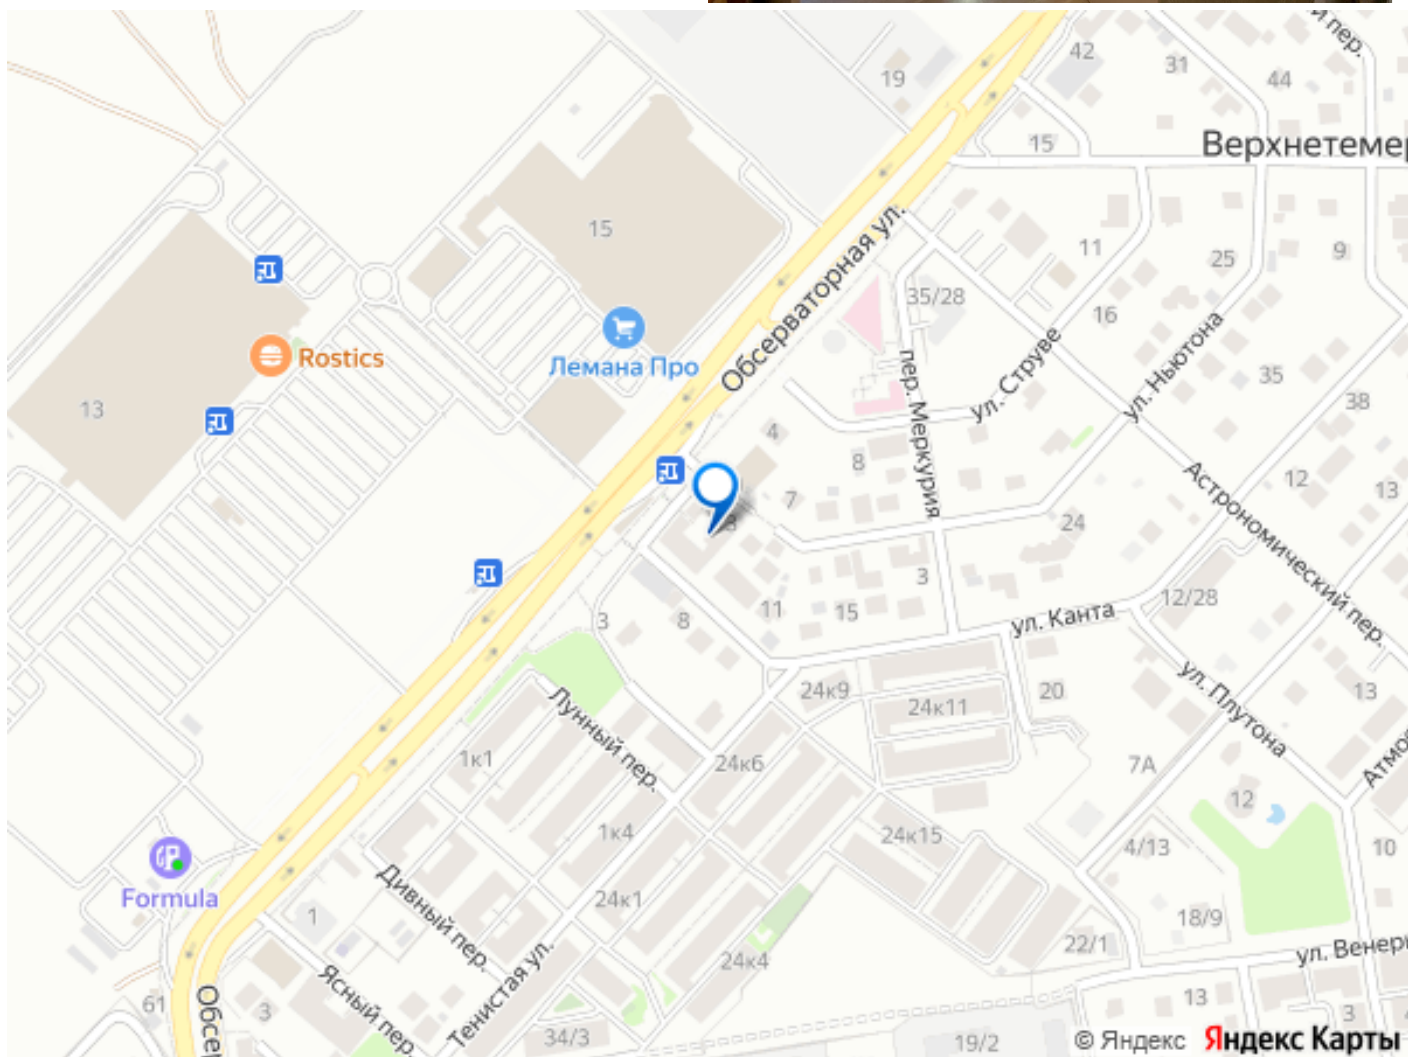 й пер.
42
31
44
19
15
Верхнетемер
15
Обсерваторная ул.
11
25
9
35/28
16
Rostics
Лемана Про
ул. Струве
ул. Ньютона
35
38
13
пер. Меркурия
4
8
7
12
13
Астрономический пер.
24
3
12/28
11
15
ул. Канта
3
8
24к9
20
24к11
ул. Плутона
13
Лунный пер.
1к1
24к6
7А
Атмо
12
1к4
24к15
4/13
10
Formula
Дивный пер.
24к1
1
18/9
22/1
ул. Венеры
24к4
Ясный пер.
Тенистая ул.
61
Обсер
3
34/3
13
3
19/2
© Яндекс Яндекс Карты